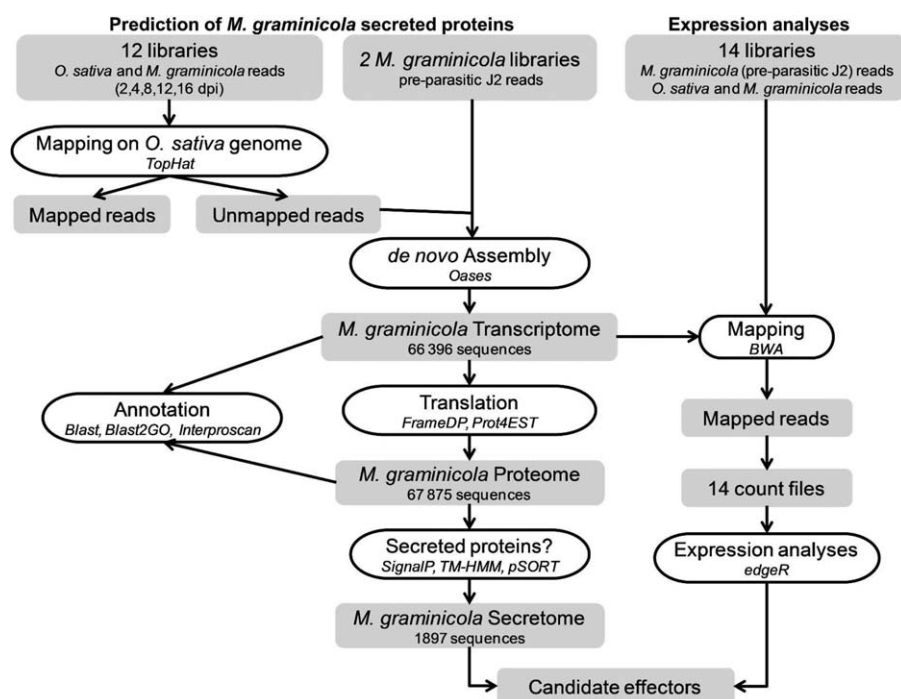 Prediction of M. graminicola secreted proteins
Expression analyses
12 libraries
O. sativa and M. graminicola reads
(2,4,8,12,16 dpi)
2 M. graminicola libraries
pre-parasitic J2 reads
14 libraries
M. graminicola (pre-parasitic J2) reads
O. sativa and M. graminicola reads
Mapping on O. sativa genome
TopHat
Mapped reads
Unmapped reads
de novo Assembly
Oases
M. graminicola Transcriptome
66 396 sequences
Mapping
BWA
Annotation
Blast, Blast2GO, Interproscan
Translation
FrameDP, Prot4EST
Mapped reads
M. graminicola Proteome
67 875 sequences
14 count files
Secreted proteins?
SignalP, TM-HMM, pSORT
Expression analyses
edgeR
M. graminicola Secretome
1897 sequences
Candidate effectors